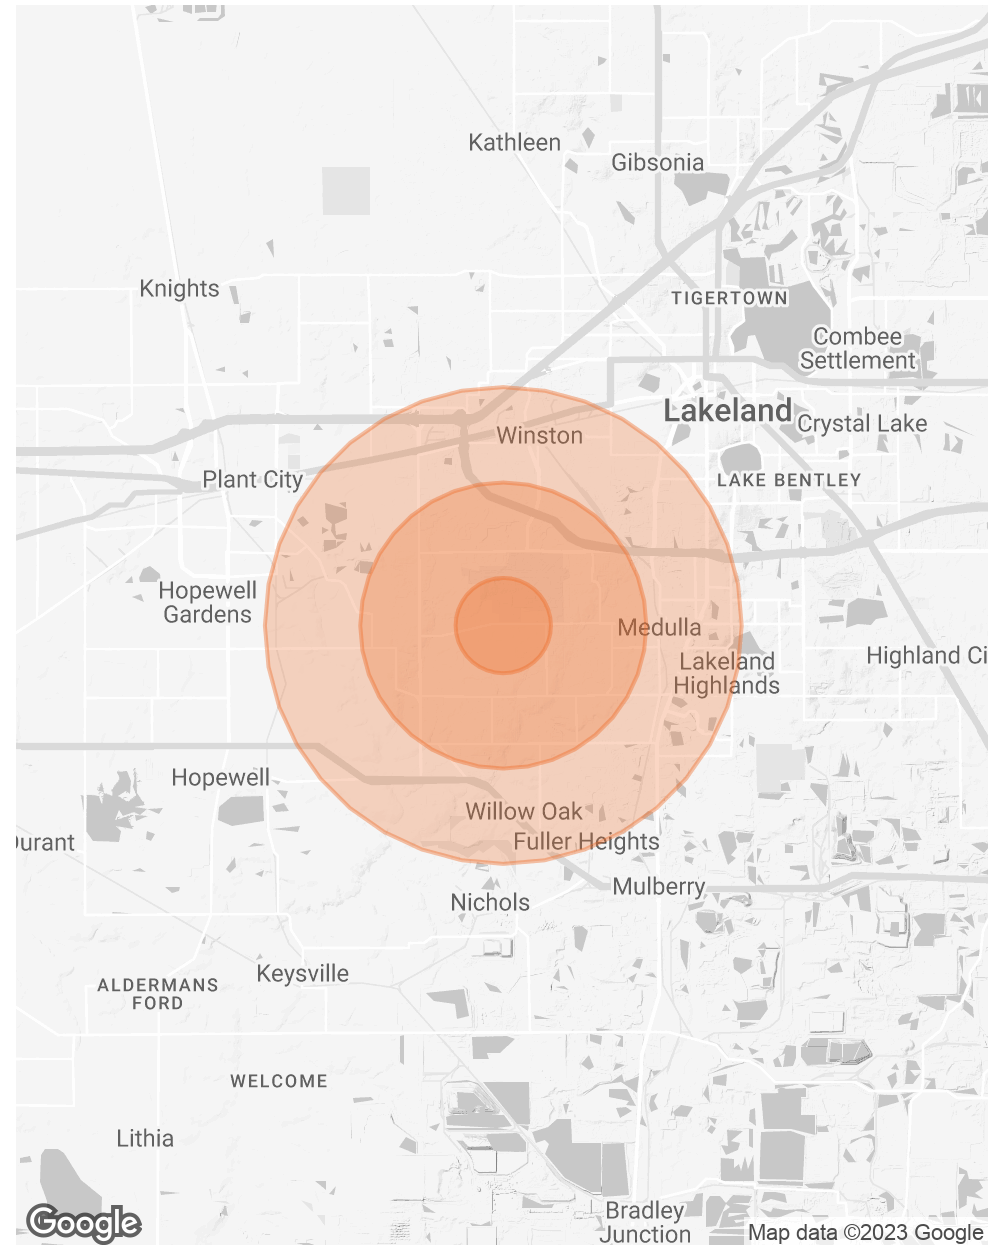 Kathleen
Gibsonia
Knights
TIGERTOWN
Combee
Settlement
Lakeland
Crystal Lake
Winston
Plant City
LAKE BENTLEY
Hopewell
Gardens
Medulla
Lakeland
Highlands
Highland Ci
Hopewell
Willow Oak
Fuller Heights
Durant
Mulberry
Nichols
Keysville
ALDERMANS
FORD
WELCOME
Lithia
Bradley
Junction
Google
Map data ©2023 Google